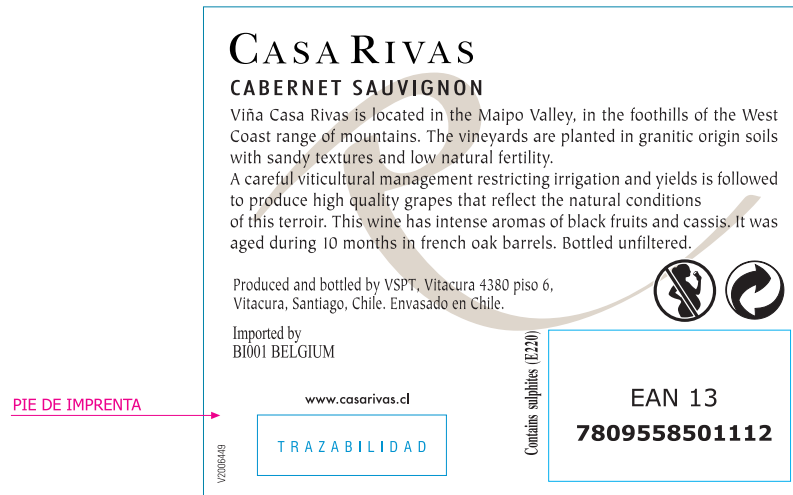 CASA RIVAS
CABERNET SAUVIGNON
Viña Casa Rivas is located in the Maipo Valley, in the foothills of the West
Coast range of mountains. The vineyards are planted in granitic origin soils
with sandy textures and low natural fertility.
A careful viticultural management restricting irrigation and yields is followed
to produce high quality grapes that reflect the natural conditions
of this terroir. This wine has intense aromas of black fruits and cassis. It was
aged during 10 months in french oak barrels. Bottled unfiltered.
Produced and bottled by VSPT, Vitacura 4380 piso 6,
Vitacura, Santiago, Chile. Envasado en Chile.
Imported by
BI001 BELGIUM
www.casarivas.cl
PIE DE IMPRENTA
TRAZABILIDAD
V2006449
Contains sulphites (E220)
EAN 13
7809558501112